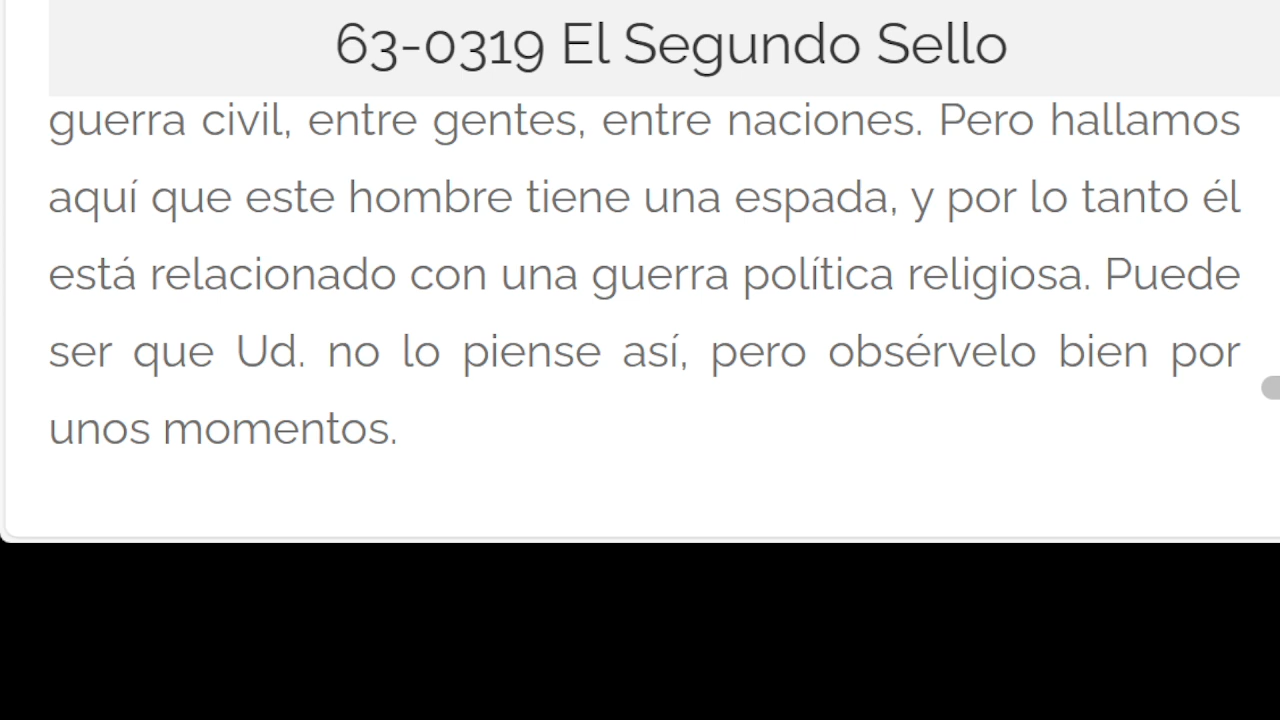 63-0319 El Segundo Sello
guerra civil, entre gentes, entre naciones. Pero hallamos
aquí que este hombre tiene una espada, y por lo tanto él
está relacionado con una guerra política religiosa. Puede
ser que Ud. no lo piense así, pero obsérvelo bien por
unos momentos.